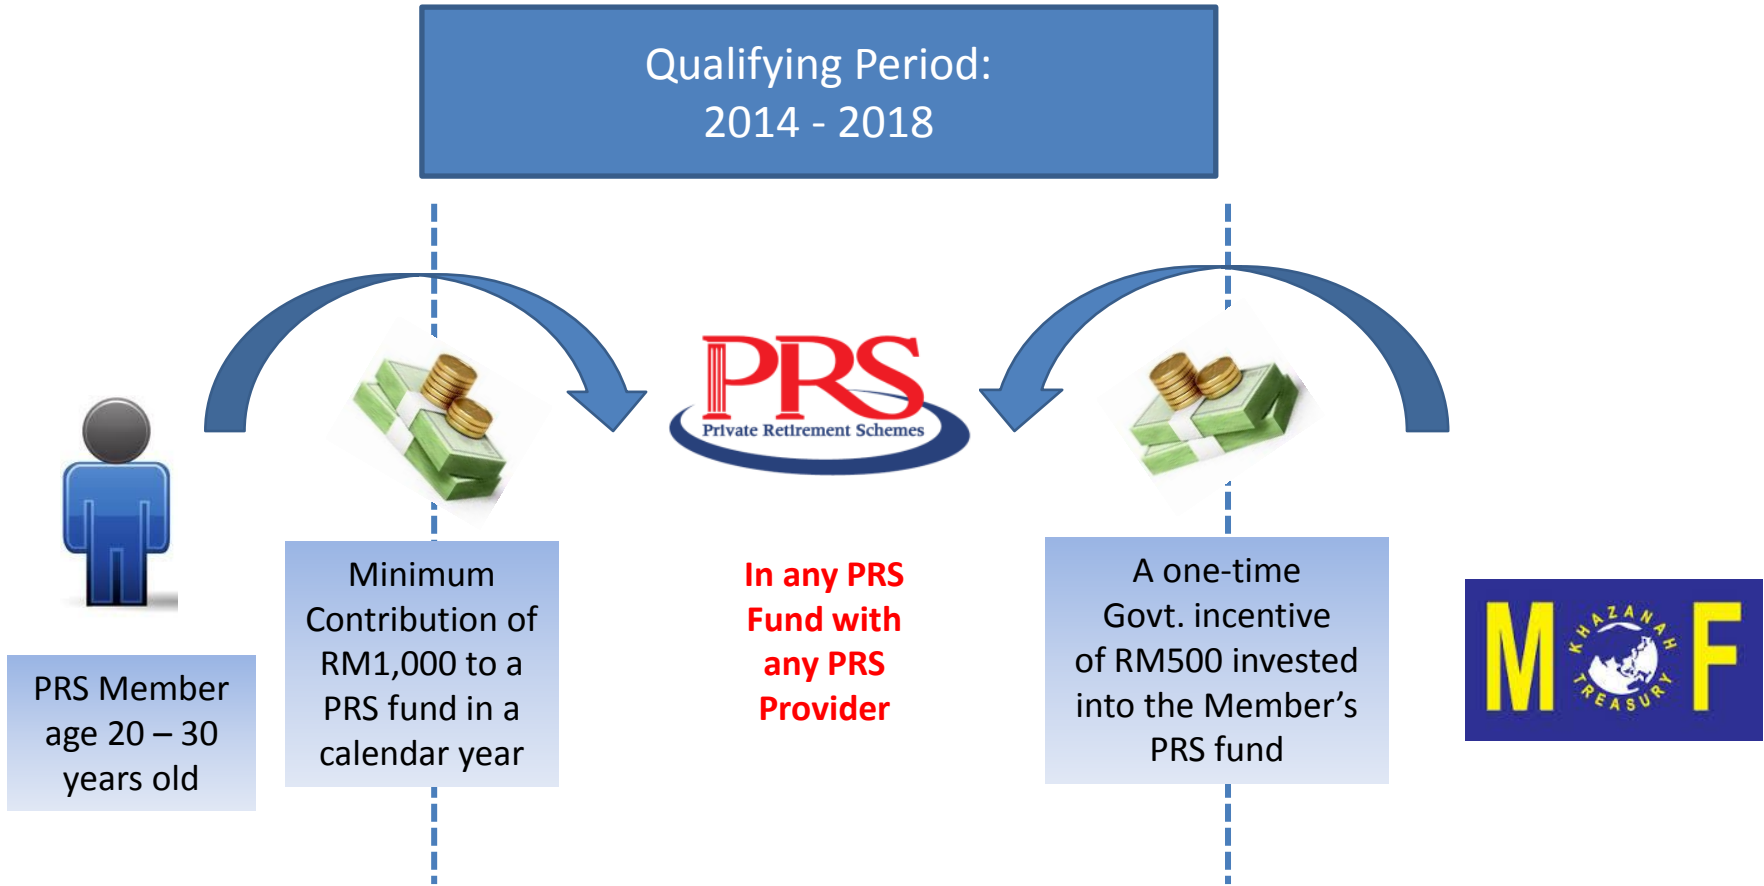 Qualifying Period:
2014 - 2018
PRS
Private Retirement Schemes
PRS Member
age 20 – 30
years old
Minimum
Contribution of
RM1,000 to a
PRS fund in a
calendar year
In any PRS
Fund with
any PRS
Provider
A one-time
Govt. incentive
of RM500 invested
into the Member’s
PRS fund
M F
KHAZANAH
TREASURY